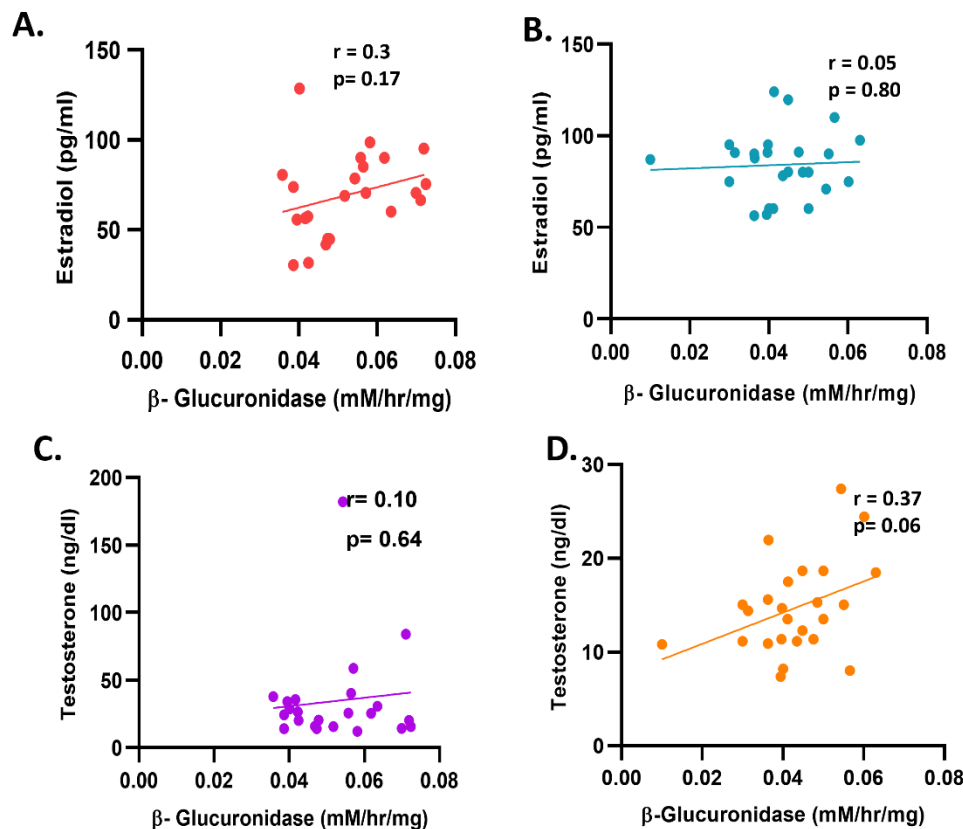 A.
r = 0.3
p= 0.17
150
100
50
0
Estradiol (pg/ml)
0.00 0.02 0.04 0.06 0.08
β- Glucuronidase (mM/hr/mg)
B.
r = 0.05
p = 0.80
150
100
50
0
Estradiol (pg/ml)
0.00 0.02 0.04 0.06 0.08
β- Glucuronidase (mM/hr/mg)
C.
r= 0.10
p= 0.64
200
150
100
50
0
Testosterone (ng/dl)
0.00 0.02 0.04 0.06 0.08
β- Glucuronidase (mM/hr/mg)
D.
r = 0.37
p= 0.06
30
20
10
0
Testosterone (ng/dl)
0.00 0.02 0.04 0.06 0.08
β-Glucuronidase (mM/hr/mg)